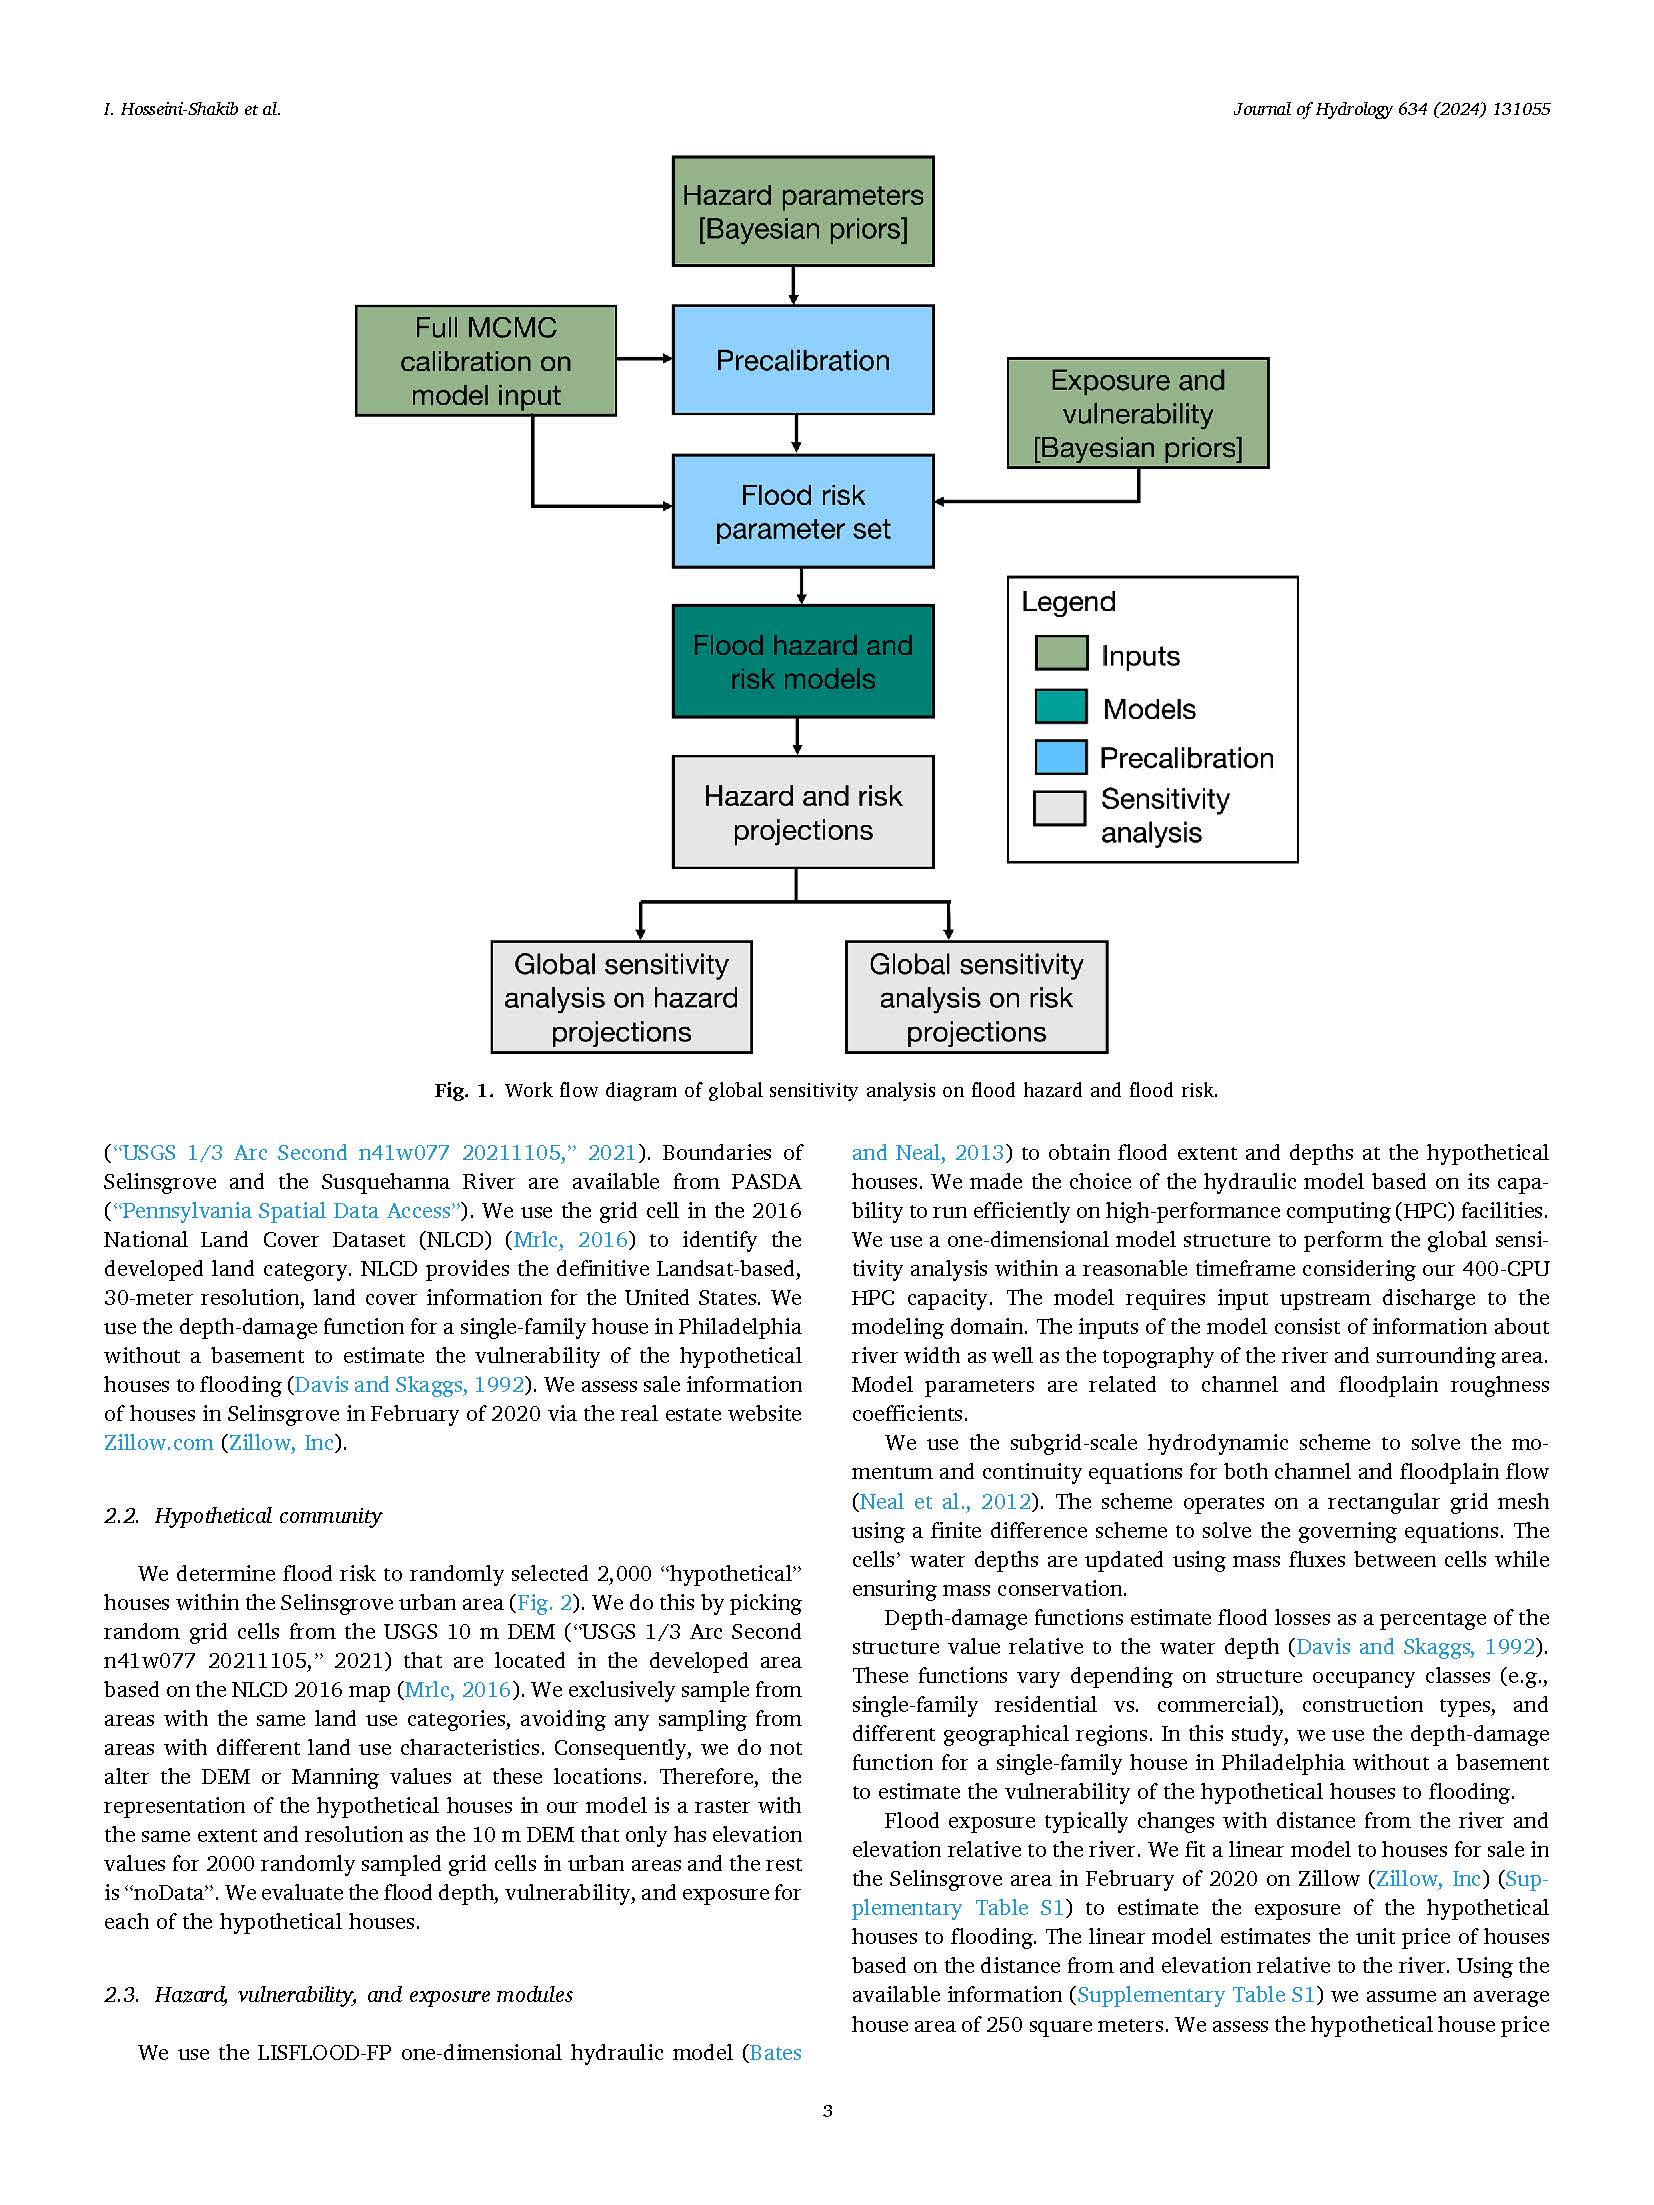 I. Hosseini-Shakib et al.
Journal of Hydrology 634 (2024) 131055
Hazard parameters
[Bayesian priors]
Full MCMC
calibration on
model input
Precalibration
Exposure and
vulnerability
[Bayesian priors]
Flood risk
parameter set
Flood hazard and
risk models
Legend
Inputs
Models
Precalibration
Sensitivity
analysis
Hazard and risk
projections
Global sensitivity
analysis on hazard
projections
Global sensitivity
analysis on risk
projections
Fig. 1. Work flow diagram of global sensitivity analysis on flood hazard and flood risk.
(“USGS 1/3 Arc Second n41w077 20211105,” 2021). Boundaries of
Selinsgrove and the Susquehanna River are available from PASDA
(“Pennsylvania Spatial Data Access”). We use the grid cell in the 2016
National Land Cover Dataset (NLCD) (Mrlc, 2016) to identify the
developed land category. NLCD provides the definitive Landsat-based,
30-meter resolution, land cover information for the United States. We
use the depth-damage function for a single-family house in Philadelphia
without a basement to estimate the vulnerability of the hypothetical
houses to flooding (Davis and Skaggs, 1992). We assess sale information
of houses in Selinsgrove in February of 2020 via the real estate website
Zillow.com (Zillow, Inc).
2.2. Hypothetical community
We determine flood risk to randomly selected 2,000 “hypothetical”
houses within the Selinsgrove urban area (Fig. 2). We do this by picking
random grid cells from the USGS 10 m DEM (“USGS 1/3 Arc Second
n41w077 20211105,” 2021) that are located in the developed area
based on the NLCD 2016 map (Mrlc, 2016). We exclusively sample from
areas with the same land use categories, avoiding any sampling from
areas with different land use characteristics. Consequently, we do not
alter the DEM or Manning values at these locations. Therefore, the
representation of the hypothetical houses in our model is a raster with
the same extent and resolution as the 10 m DEM that only has elevation
values for 2000 randomly sampled grid cells in urban areas and the rest
is “noData”. We evaluate the flood depth, vulnerability, and exposure for
each of the hypothetical houses.
2.3. Hazard, vulnerability, and exposure modules
We use the LISFLOOD-FP one-dimensional hydraulic model (Bates
and Neal, 2013) to obtain flood extent and depths at the hypothetical
houses. We made the choice of the hydraulic model based on its capa-
bility to run efficiently on high-performance computing (HPC) facilities.
We use a one-dimensional model structure to perform the global sensi-
tivity analysis within a reasonable timeframe considering our 400-CPU
HPC capacity. The model requires input upstream discharge to the
modeling domain. The inputs of the model consist of information about
river width as well as the topography of the river and surrounding area.
Model parameters are related to channel and floodplain roughness
coefficients.
We use the subgrid-scale hydrodynamic scheme to solve the mo-
mentum and continuity equations for both channel and floodplain flow
(Neal et al., 2012). The scheme operates on a rectangular grid mesh
using a finite difference scheme to solve the governing equations. The
cells’ water depths are updated using mass fluxes between cells while
ensuring mass conservation.
Depth-damage functions estimate flood losses as a percentage of the
structure value relative to the water depth (Davis and Skaggs, 1992).
These functions vary depending on structure occupancy classes (e.g.,
single-family residential vs. commercial), construction types, and
different geographical regions. In this study, we use the depth-damage
function for a single-family house in Philadelphia without a basement
to estimate the vulnerability of the hypothetical houses to flooding.
Flood exposure typically changes with distance from the river and
elevation relative to the river. We fit a linear model to houses for sale in
the Selinsgrove area in February of 2020 on Zillow (Zillow, Inc) (Sup-
plementary Table S1) to estimate the exposure of the hypothetical
houses to flooding. The linear model estimates the unit price of houses
based on the distance from and elevation relative to the river. Using the
available information (Supplementary Table S1) we assume an average
house area of 250 square meters. We assess the hypothetical house price
3